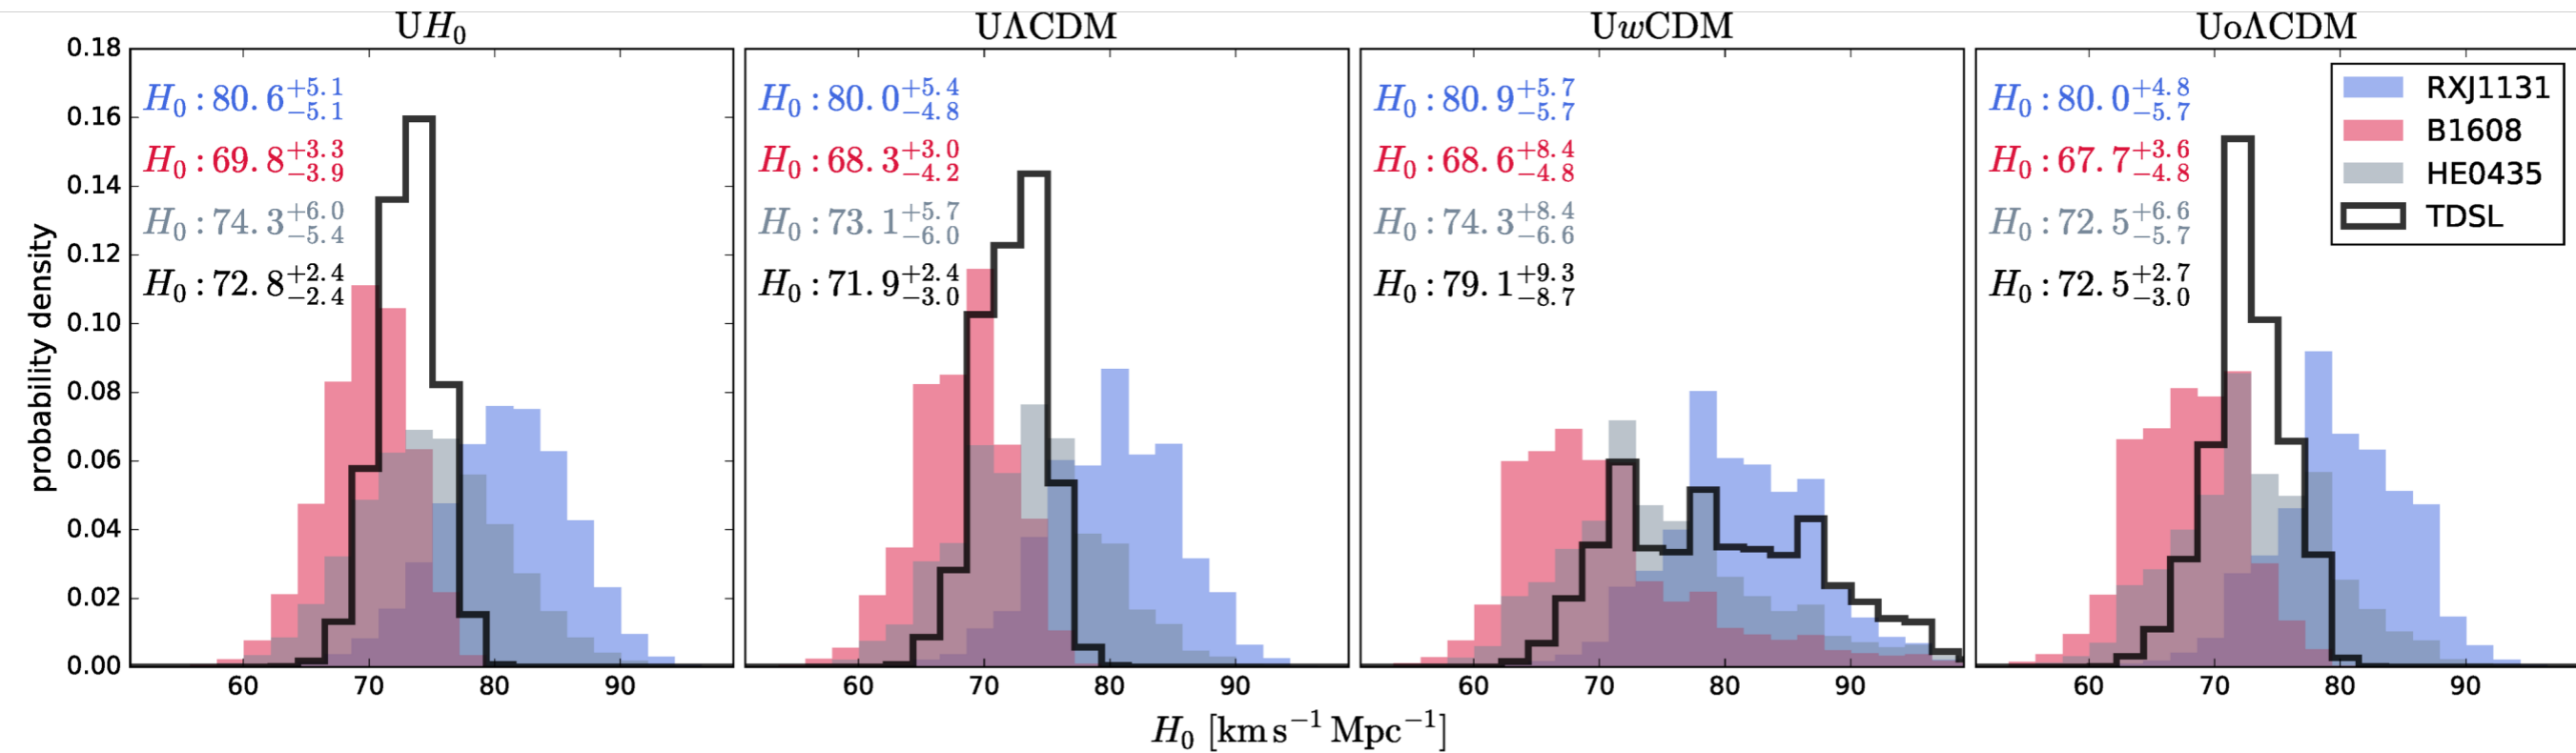 UH₀
UΛCDM
UwCDM
UoΛCDM
probability density
0.18
0.16
0.14
0.12
0.10
0.08
0.06
0.04
0.02
0.00
H₀ : 80.6 +5.1 −5.1
H₀ : 69.8 +3.3 −3.9
H₀ : 74.3 +6.0 −5.4
H₀ : 72.8 +2.4 −2.4
60 70 80 90
H₀ : 80.0 +5.4 −4.8
H₀ : 68.3 +3.0 −4.2
H₀ : 73.1 +5.7 −6.0
H₀ : 71.9 +2.4 −3.0
60 70 80 90
H₀ : 80.9 +5.7 −5.7
H₀ : 68.6 +8.4 −4.8
H₀ : 74.3 +8.4 −6.6
H₀ : 79.1 +9.3 −8.7
60 70 80 90
H₀ : 80.0 +4.8 −5.7
H₀ : 67.7 +3.6 −4.8
H₀ : 72.5 +6.6 −5.7
H₀ : 72.5 +2.7 −3.0
RXJ1131
B1608
HE0435
TDSL
60 70 80 90
H₀ [km s⁻¹ Mpc⁻¹]